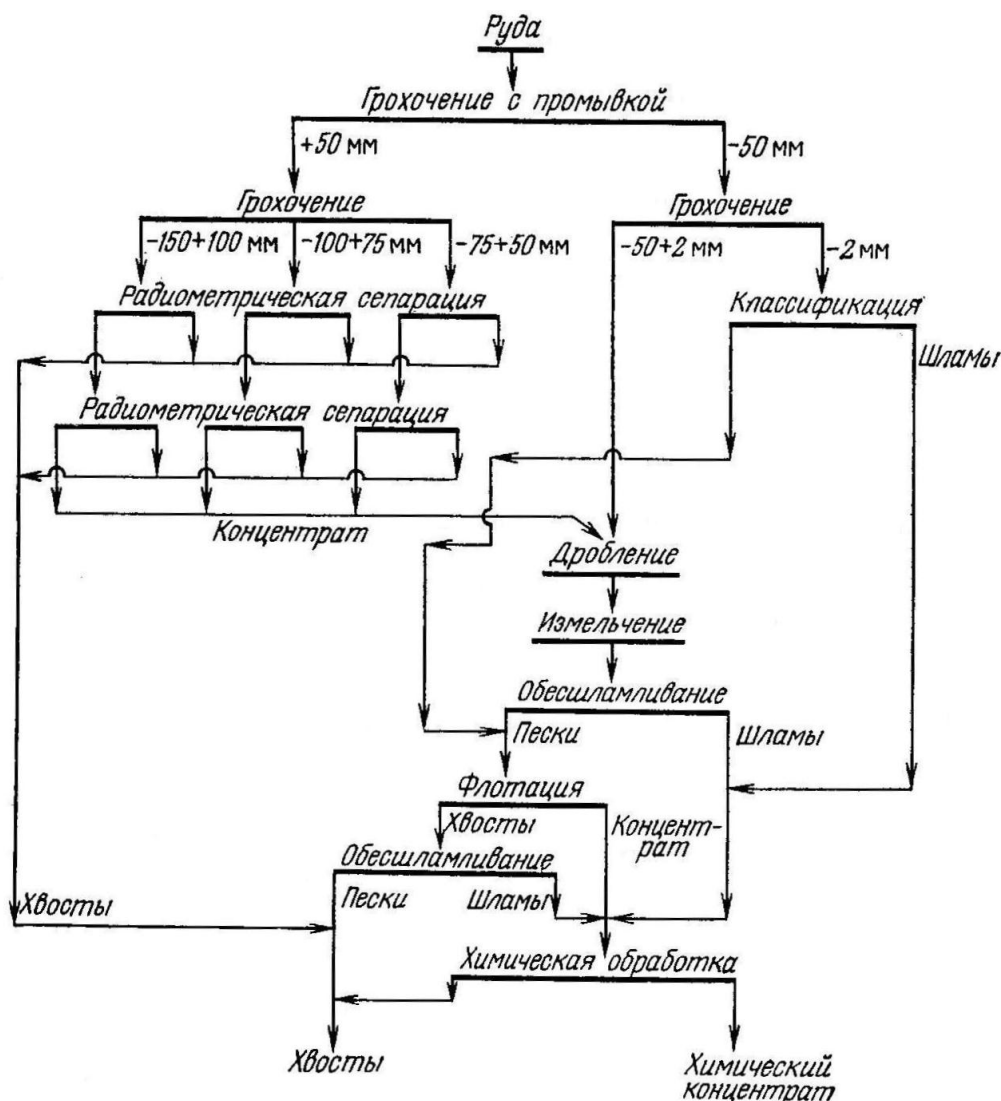 Руда
Грохочение с промывкой
+50 мм
-50 мм
Грохочение
Грохочение
-150+100 мм
-100+75 мм
-75+50 мм
-50+2 мм
-2 мм
Радиометрическая сепарация
Классификация
Шламы
Радиометрическая сепарация
Концентрат
Дробление
Измельчение
Обесшламливание
Пески
Шламы
Флотация
Хвосты
Концент-
рат
Обесшламливание
Хвосты
Пески
Шламы
Химическая обработка
Хвосты
Химический
концентрат